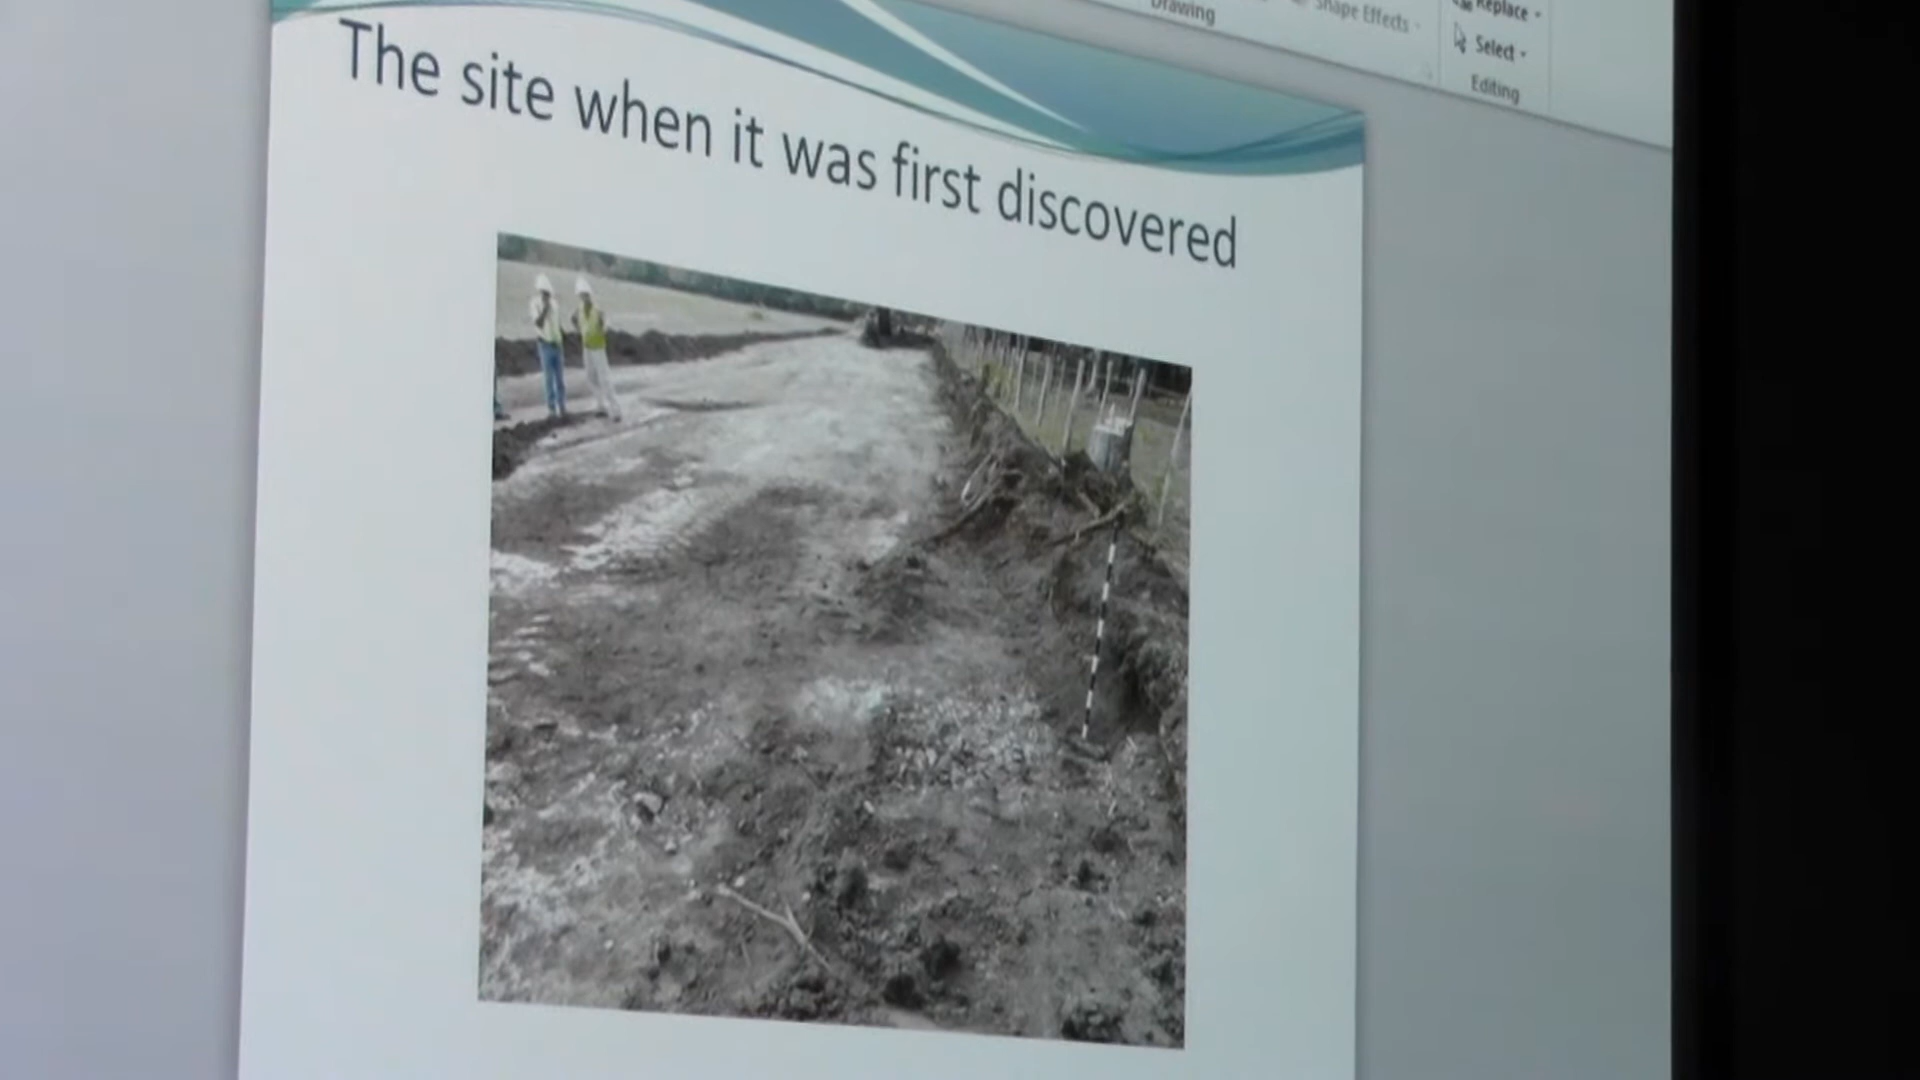 Drawing
Shape Effects
Replace
Select
Editing
The site when it was first discovered